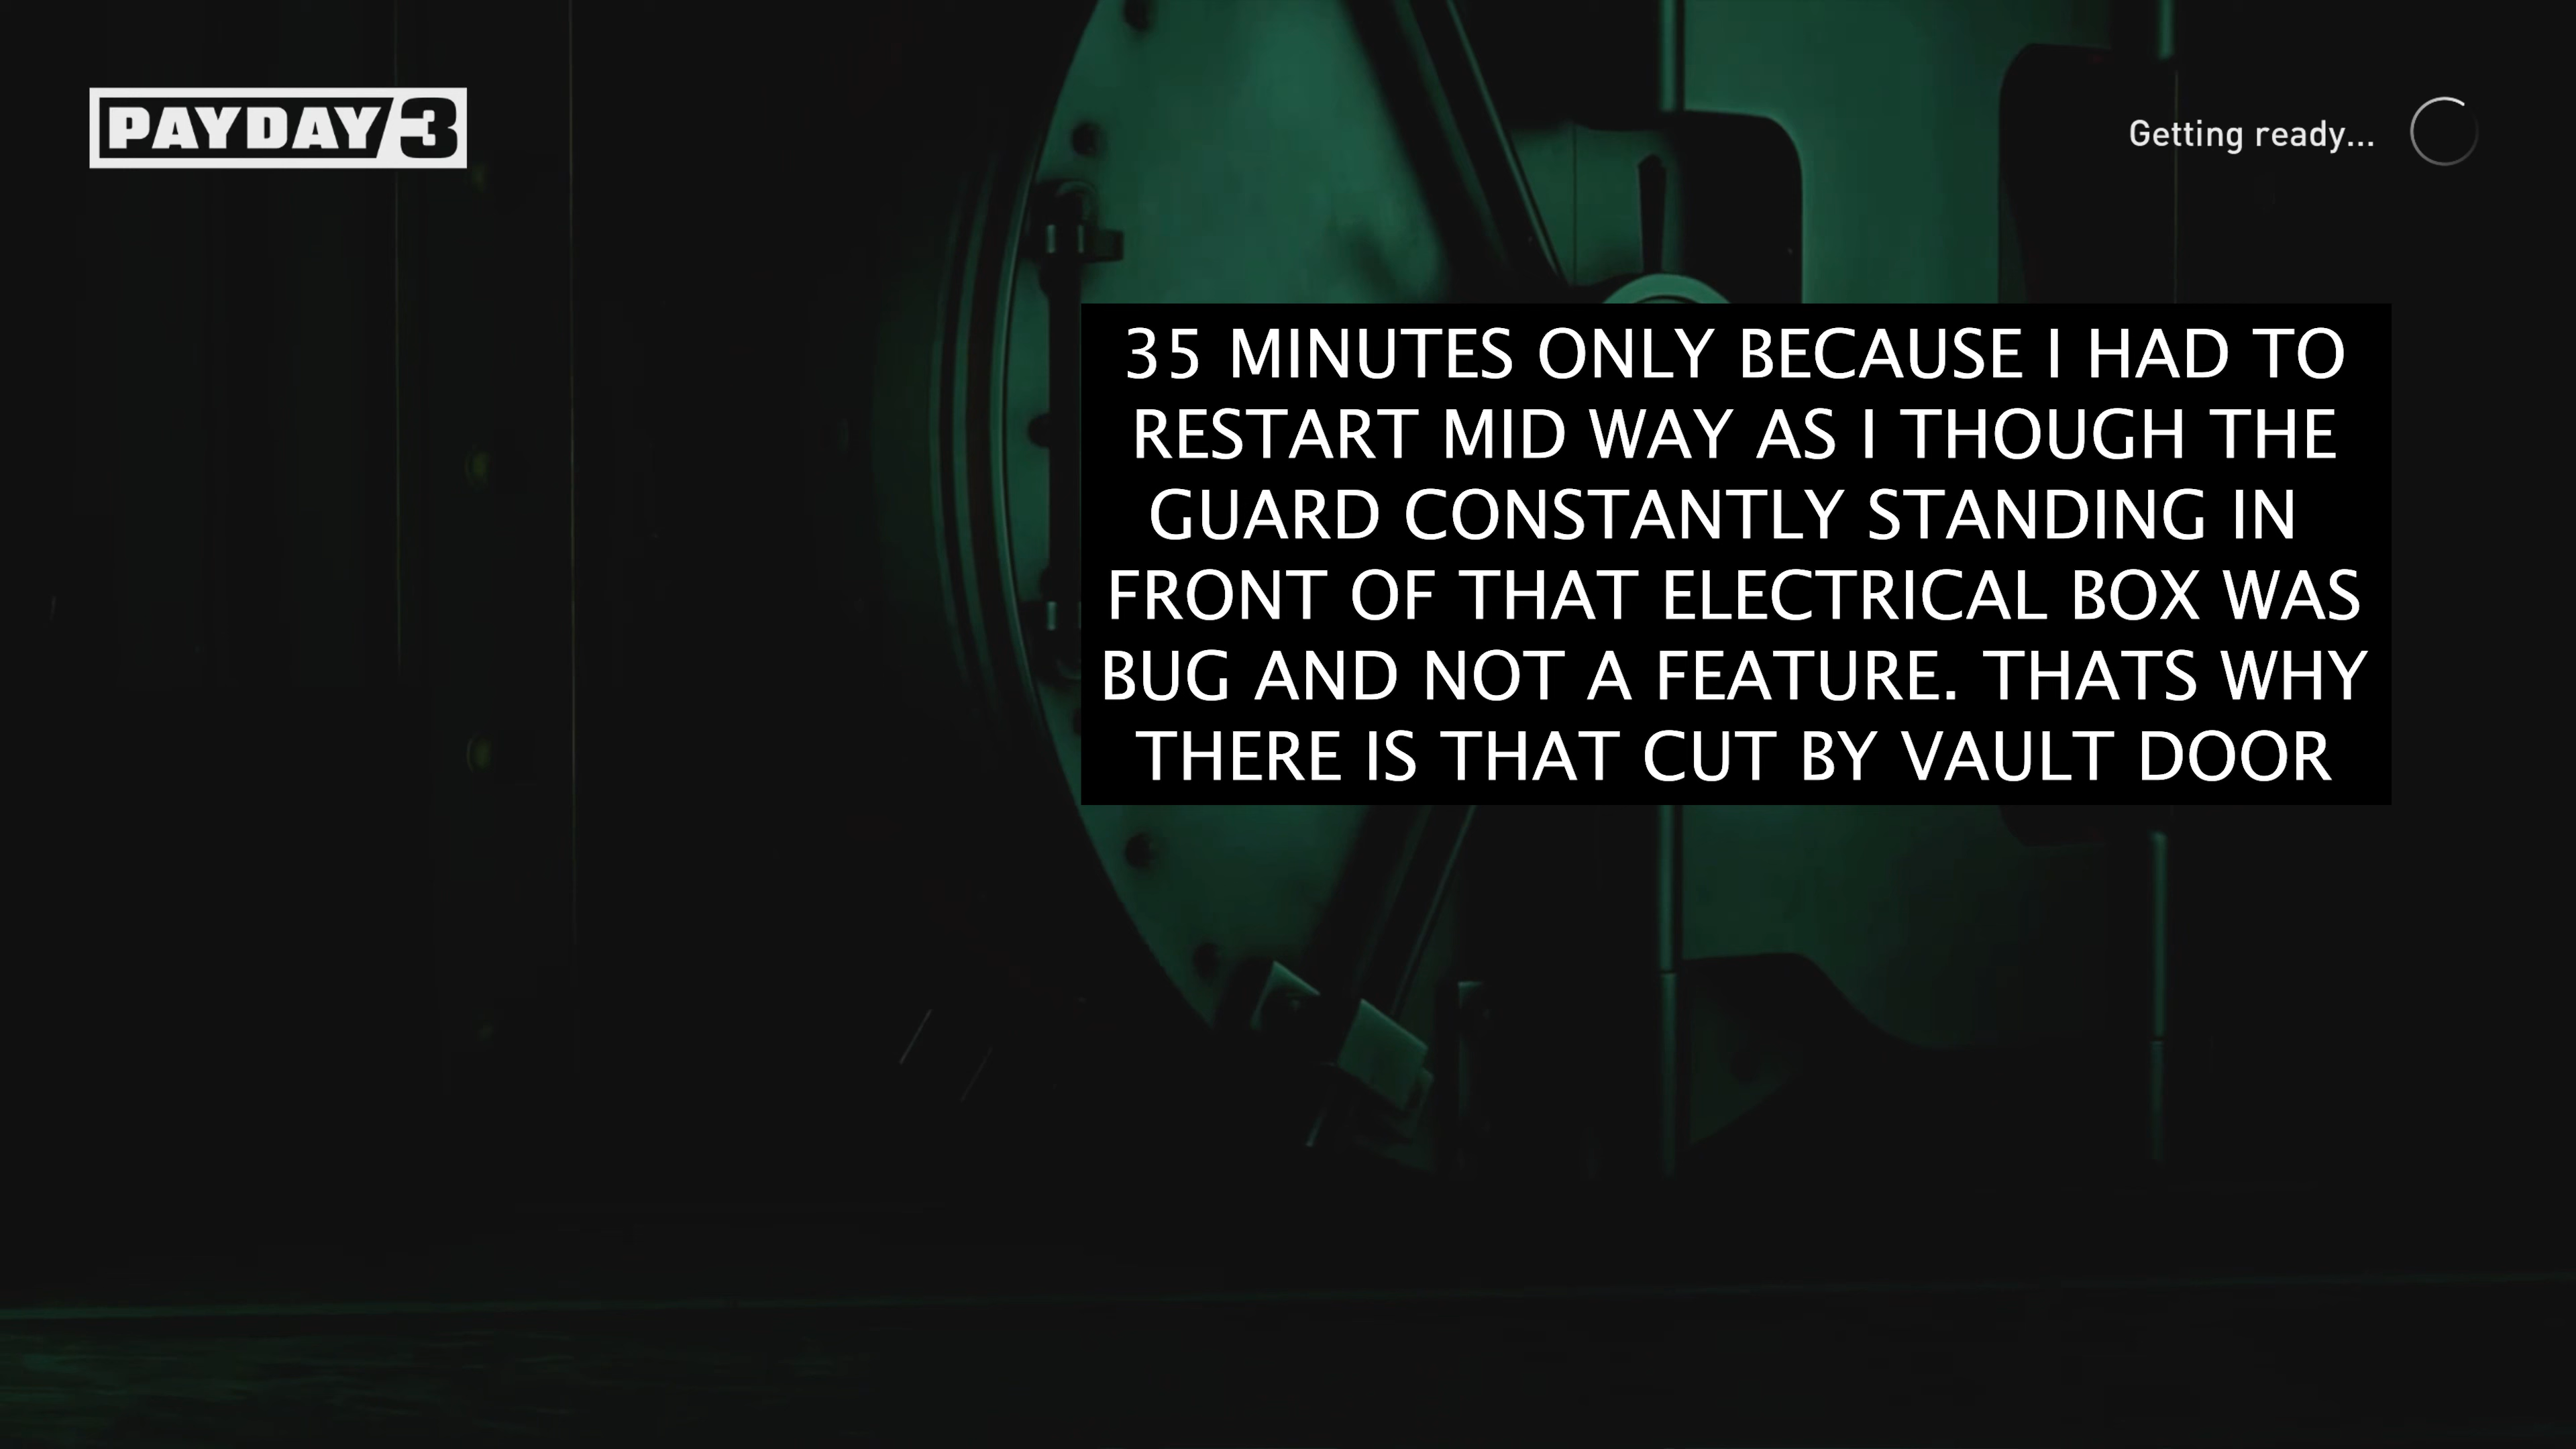 PAYDAY 3
Getting ready...
35 MINUTES ONLY BECAUSE I HAD TO
RESTART MID WAY AS I THOUGH THE
GUARD CONSTANTLY STANDING IN
FRONT OF THAT ELECTRICAL BOX WAS
BUG AND NOT A FEATURE. THATS WHY
THERE IS THAT CUT BY VAULT DOOR